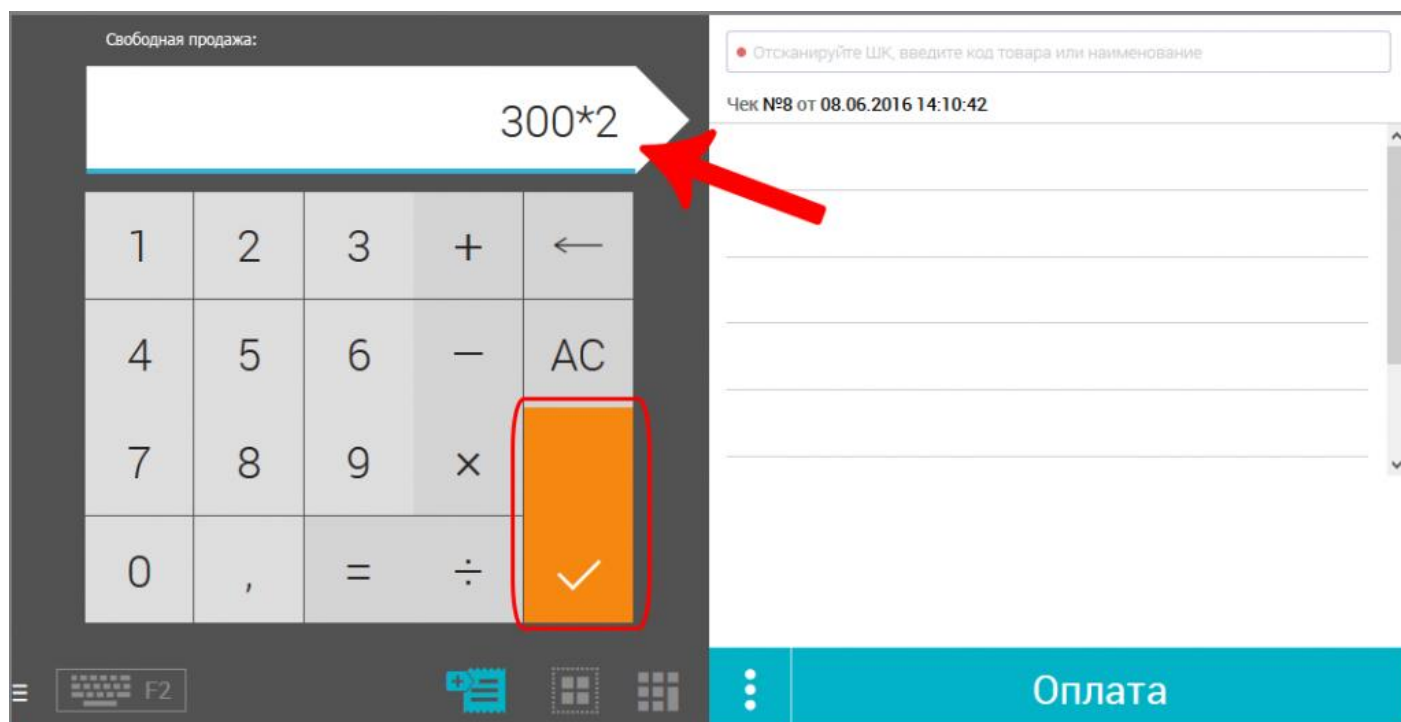 Свободная продажа:
300*2
1 2 3 + ←
4 5 6 − AC
7 8 9 ×
0 , = ÷ ✓
F2
Отсканируйте ШК, введите код товара или наименование
Чек №8 от 08.06.2016 14:10:42
Оплата